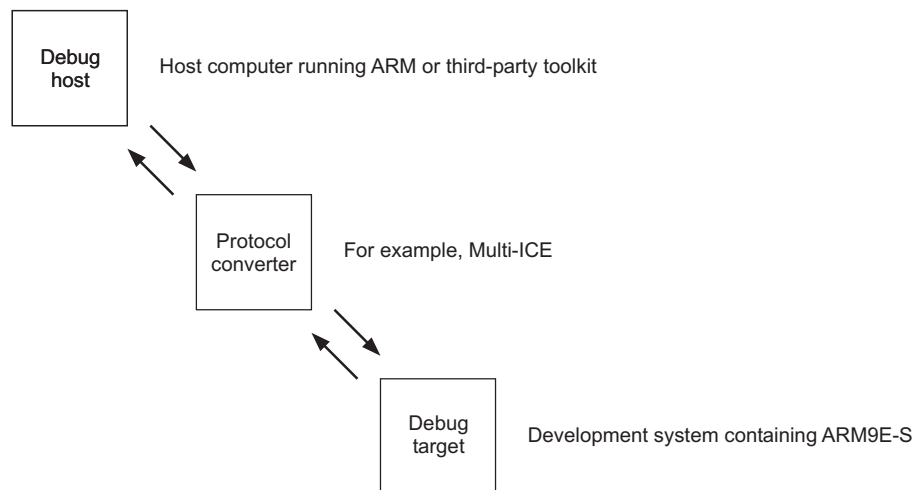 Debug
host
Host computer running ARM or third-party toolkit
Protocol
converter
For example, Multi-ICE
Debug
target
Development system containing ARM9E-S